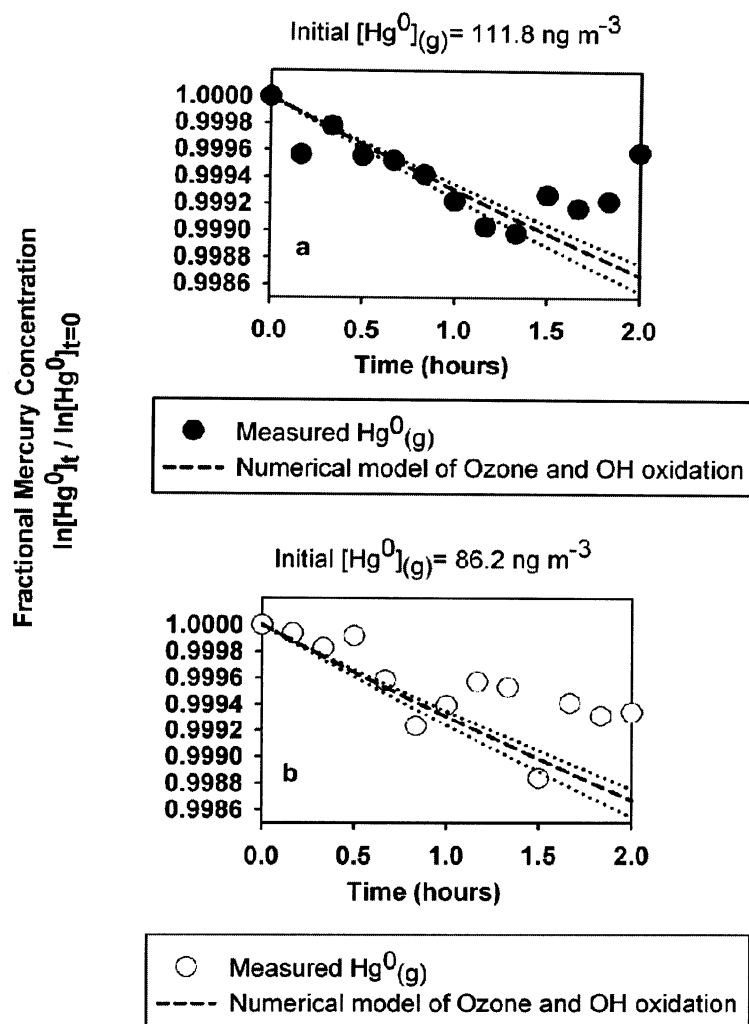 Initial [Hg⁰](g)= 111.8 ng m⁻³
1.0000
0.9998
0.9996
0.9994
0.9992
0.9990
0.9988
0.9986
a
0.0 0.5 1.0 1.5 2.0
Time (hours)
Fractional Mercury Concentration
ln[Hg⁰]t / ln[Hg⁰]t=0
Measured Hg⁰(g)
Numerical model of Ozone and OH oxidation
Initial [Hg⁰](g)= 86.2 ng m⁻³
1.0000
0.9998
0.9996
0.9994
0.9992
0.9990
0.9988
0.9986
b
0.0 0.5 1.0 1.5 2.0
Time (hours)
Measured Hg⁰(g)
Numerical model of Ozone and OH oxidation